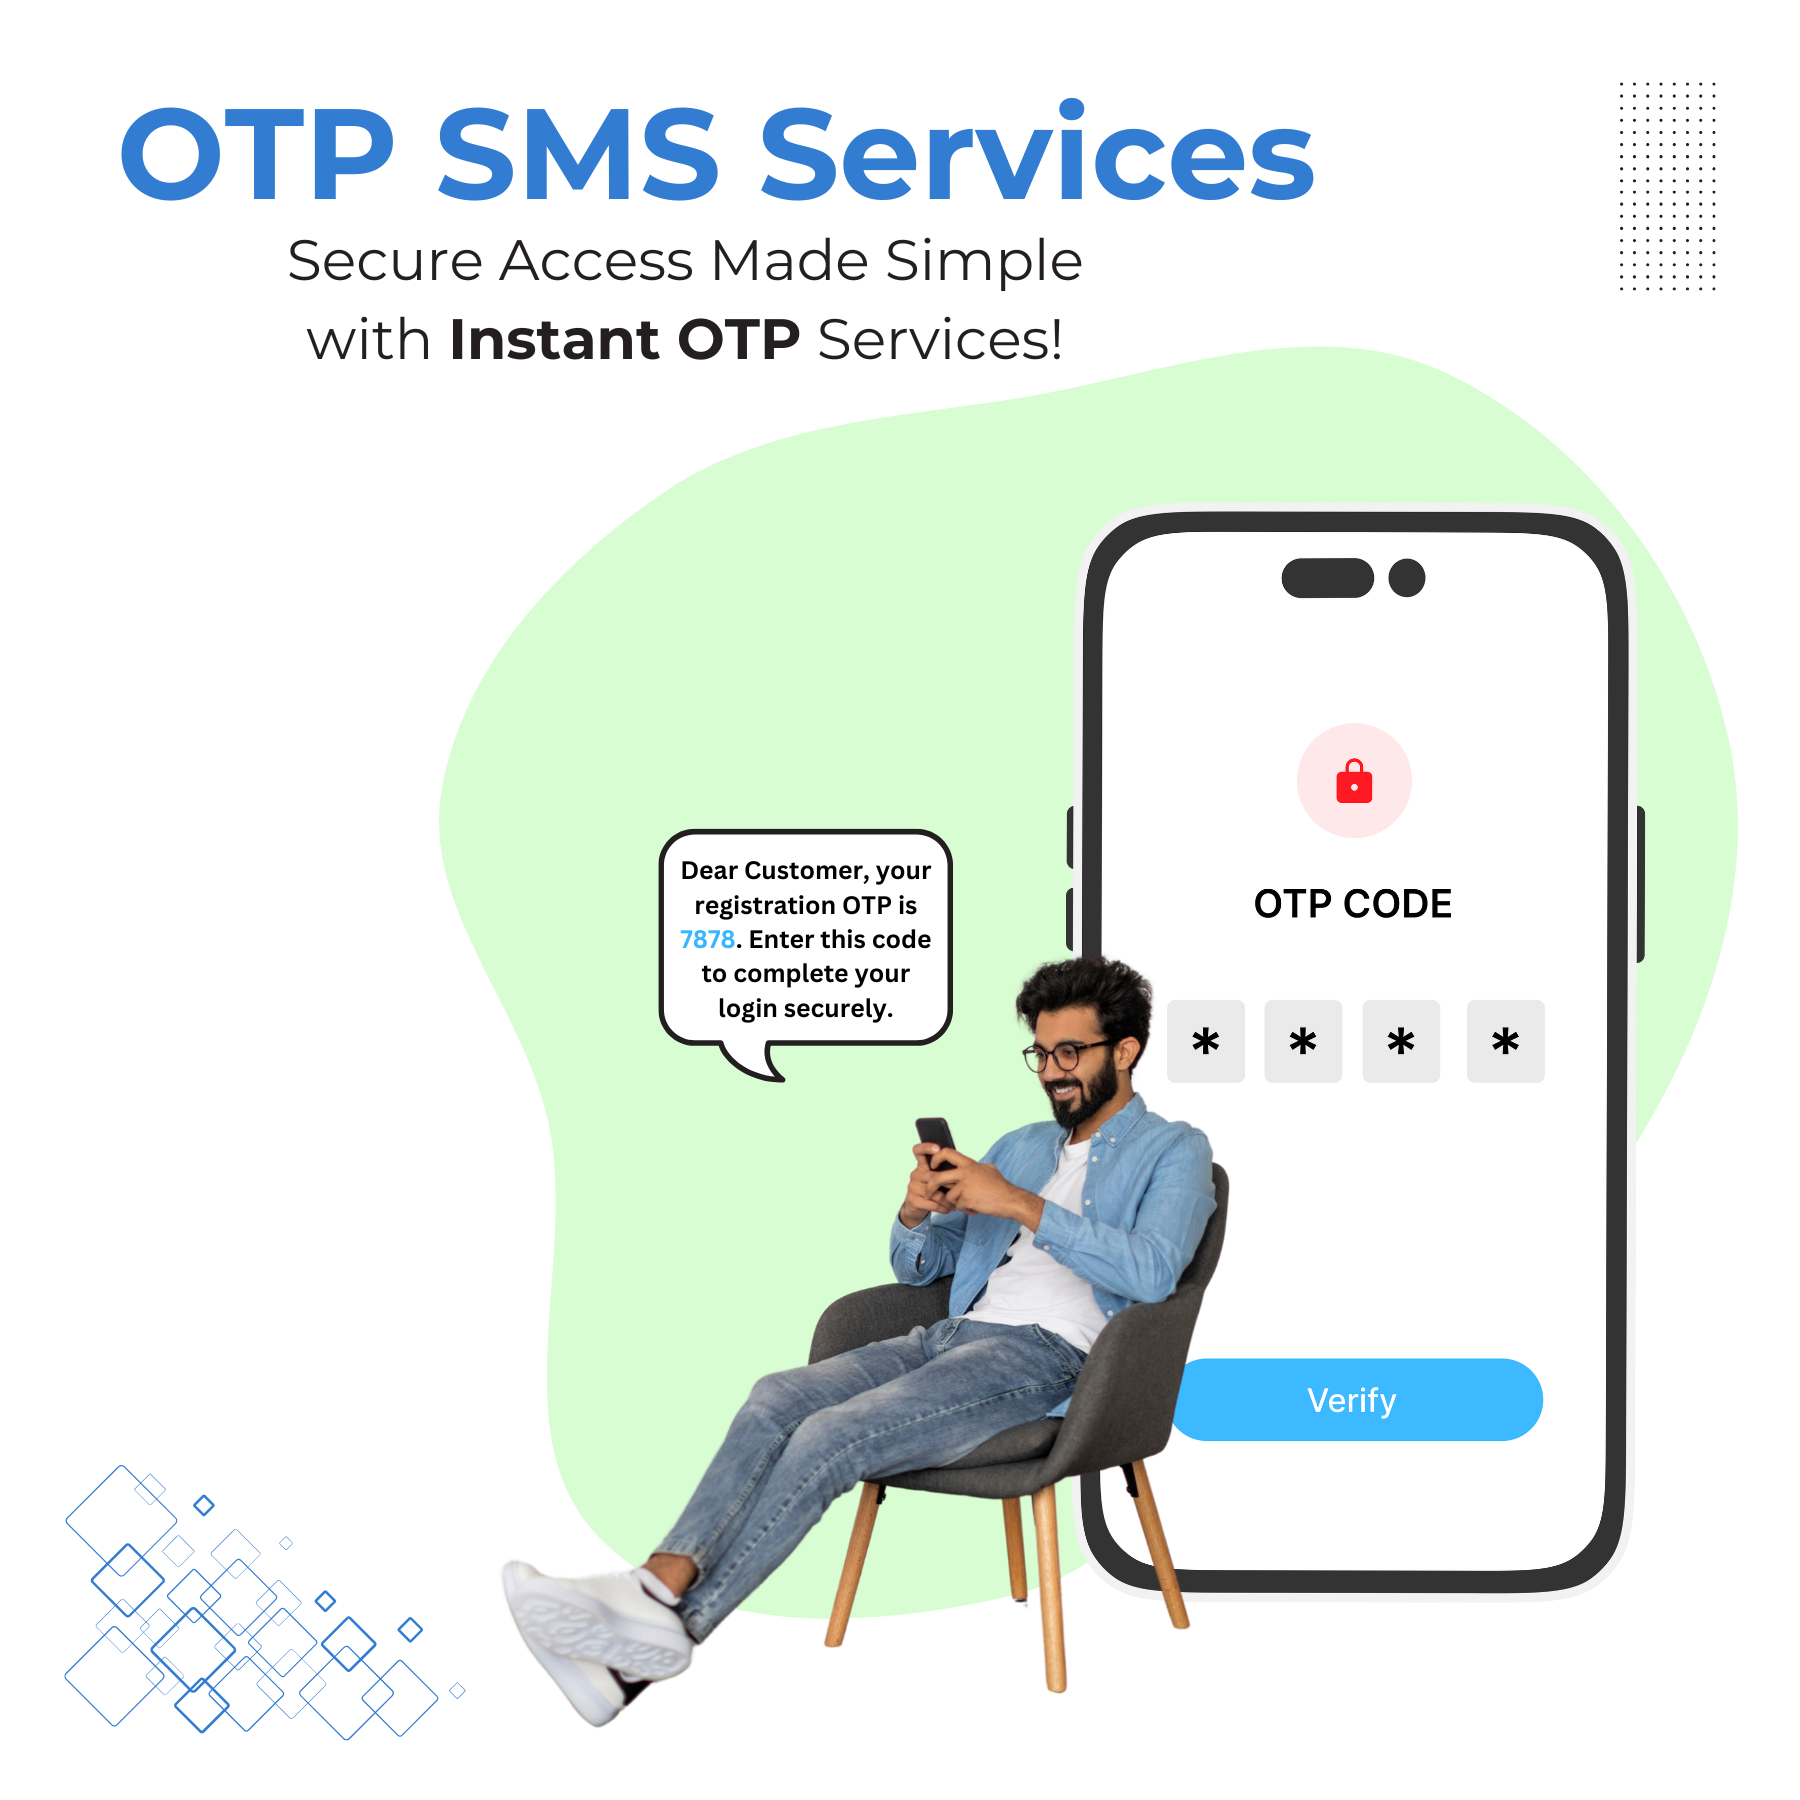 OTP SMS Services
Secure Access Made Simple
with Instant OTP Services!
Dear Customer, your
registration OTP is
7878. Enter this code
to complete your
login securely.
OTP CODE
* * * *
Verify